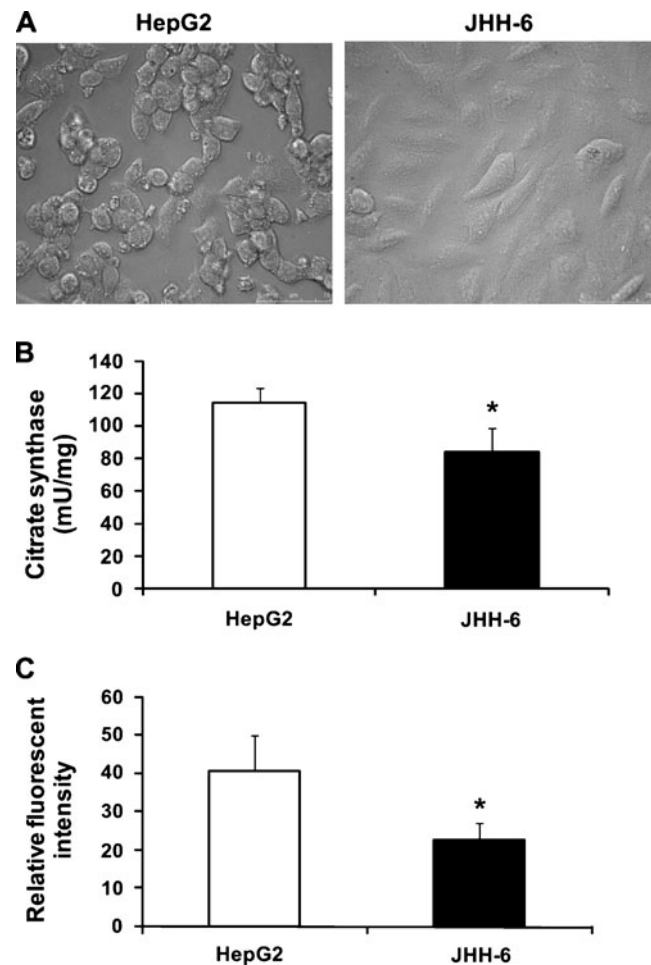 A
HepG2
JHH-6
B
Citrate synthase
(mU/mg)
140
120
100
80
60
40
20
0
*
HepG2
JHH-6
C
Relative fluorescent
intensity
60
50
40
30
20
10
0
*
HepG2
JHH-6